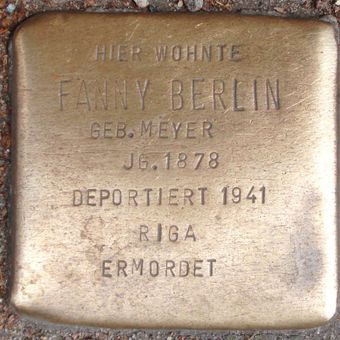 HIER WOHNTE
FANNY BERLIN
GEB. MEYER
JG. 1878
DEPORTIERT 1941
RIGA
ERMORDET